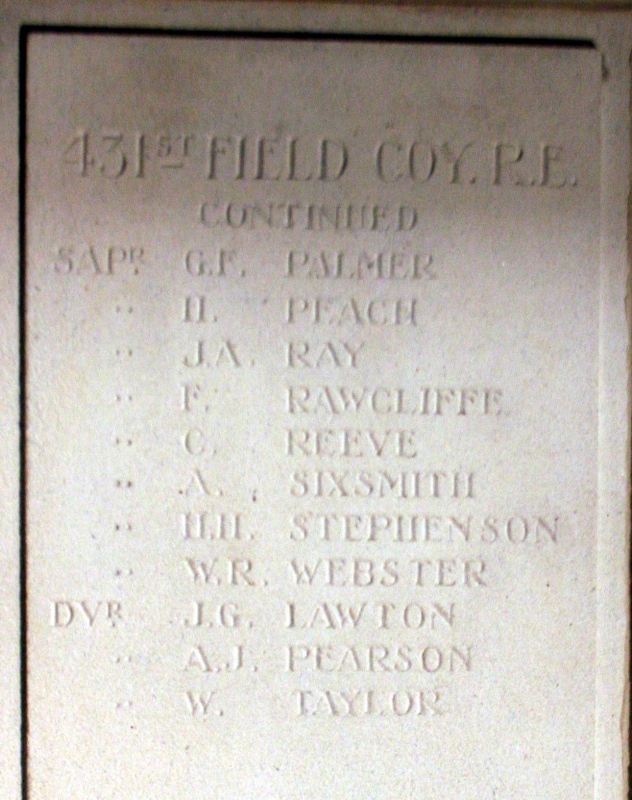 431ST FIELD COY. R.E.
CONTINUED
SAPR G.F. PALMER
" H. PEACH
" J.A. RAY
" F. RAWCLIFFE
" C. REEVE
" A. SIXSMITH
" H.H. STEPHENSON
" W.R. WEBSTER
DVR J.G. LAWTON
" A.J. PEARSON
" W. TAYLOR